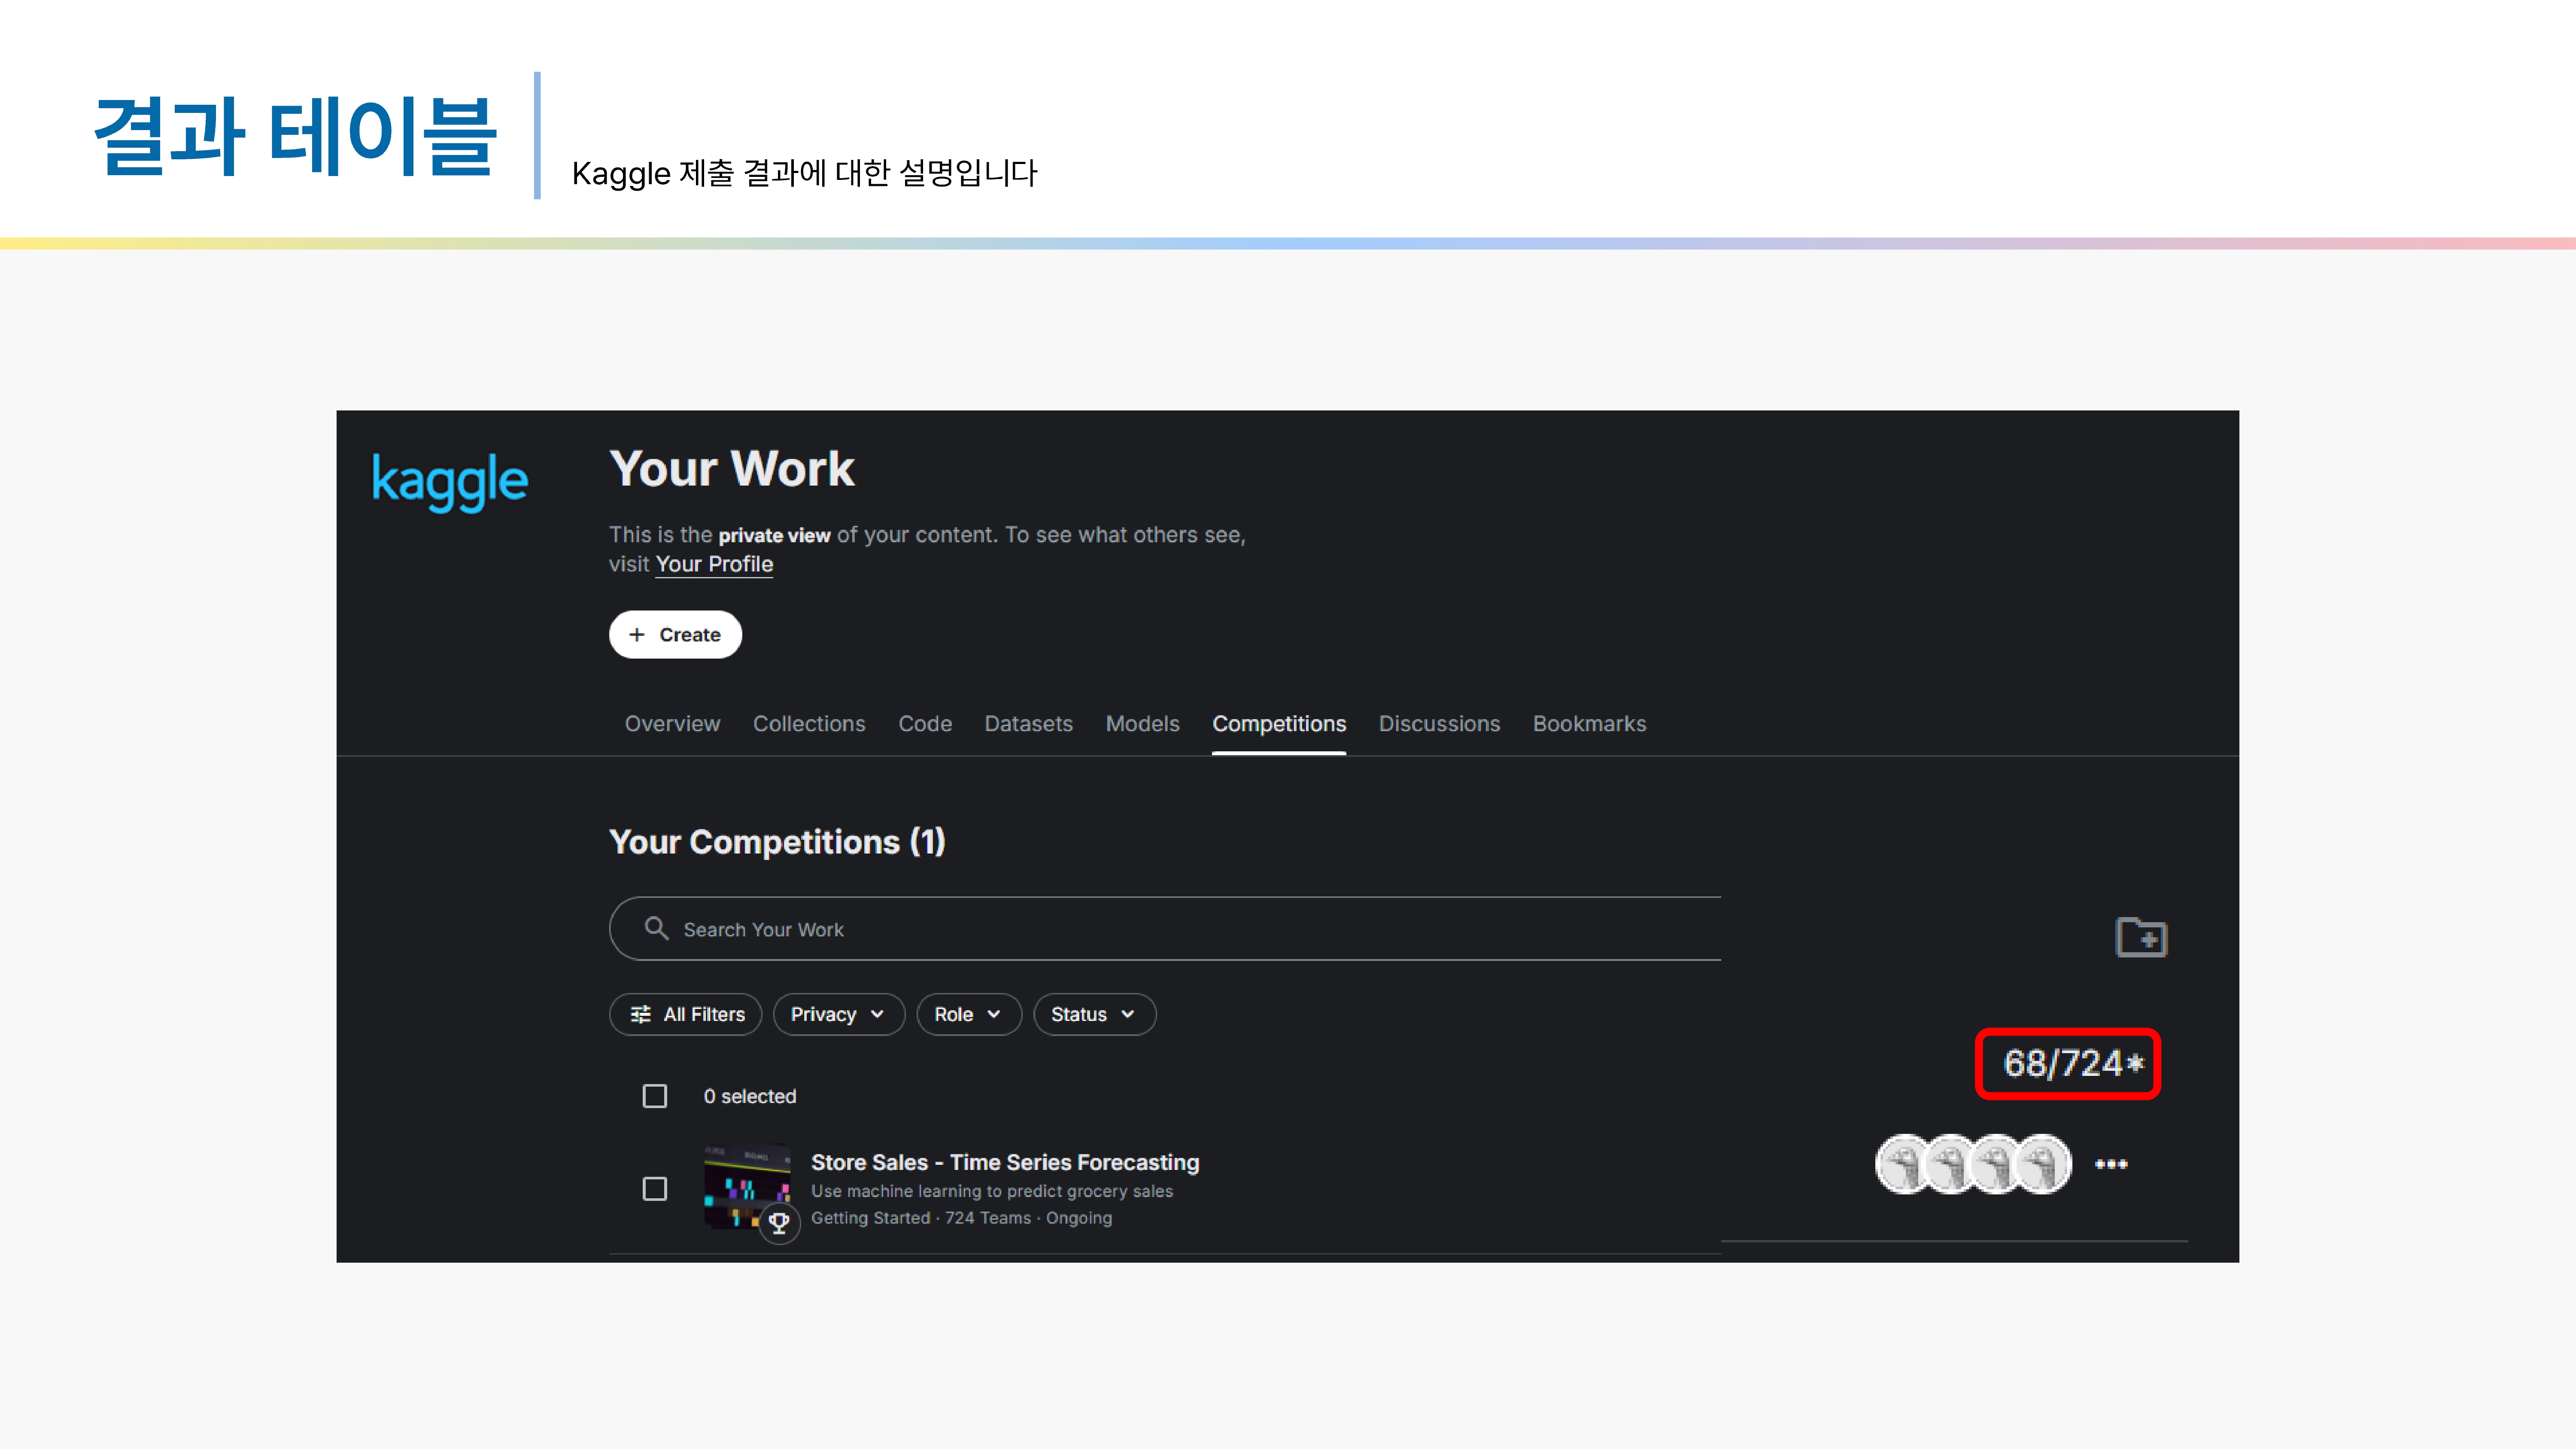 결과 테이블
Kaggle 제출 결과에 대한 설명입니다
kaggle
Your Work
This is the private view of your content. To see what others see,
visit Your Profile
+ Create
Overview Collections Code Datasets Models Competitions Discussions Bookmarks
Your Competitions (1)
Search Your Work
All Filters Privacy Role Status
68/724*
0 selected
Store Sales - Time Series Forecasting
Use machine learning to predict grocery sales
Getting Started · 724 Teams · Ongoing